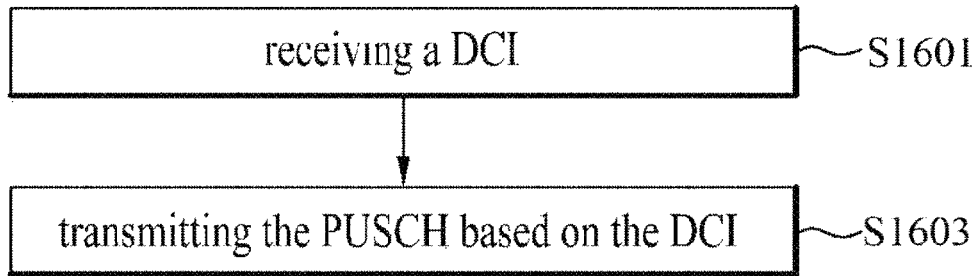 receiving a DCI
S1601
transmitting the PUSCH based on the DCI
S1603